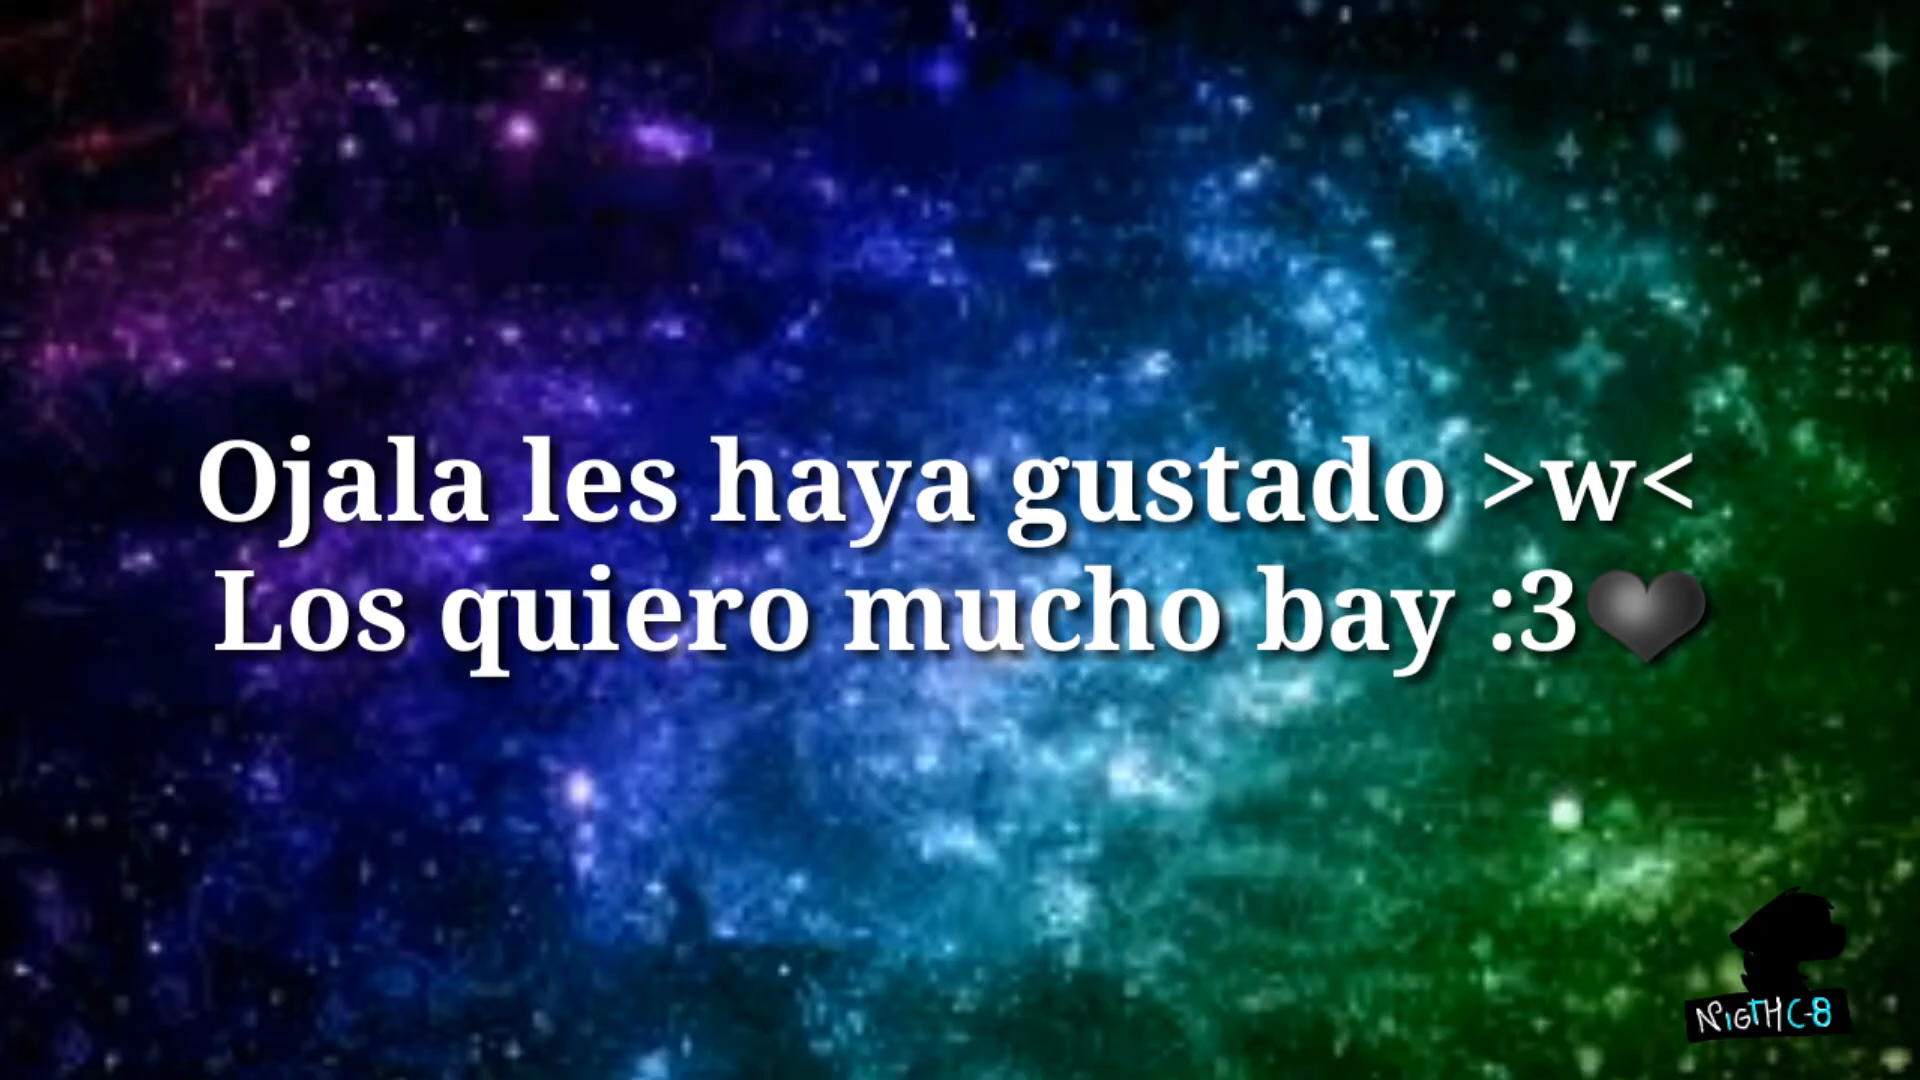 Ojala les haya gustado >w<
Los quiero mucho bay :3🖤
NIGTH C-8